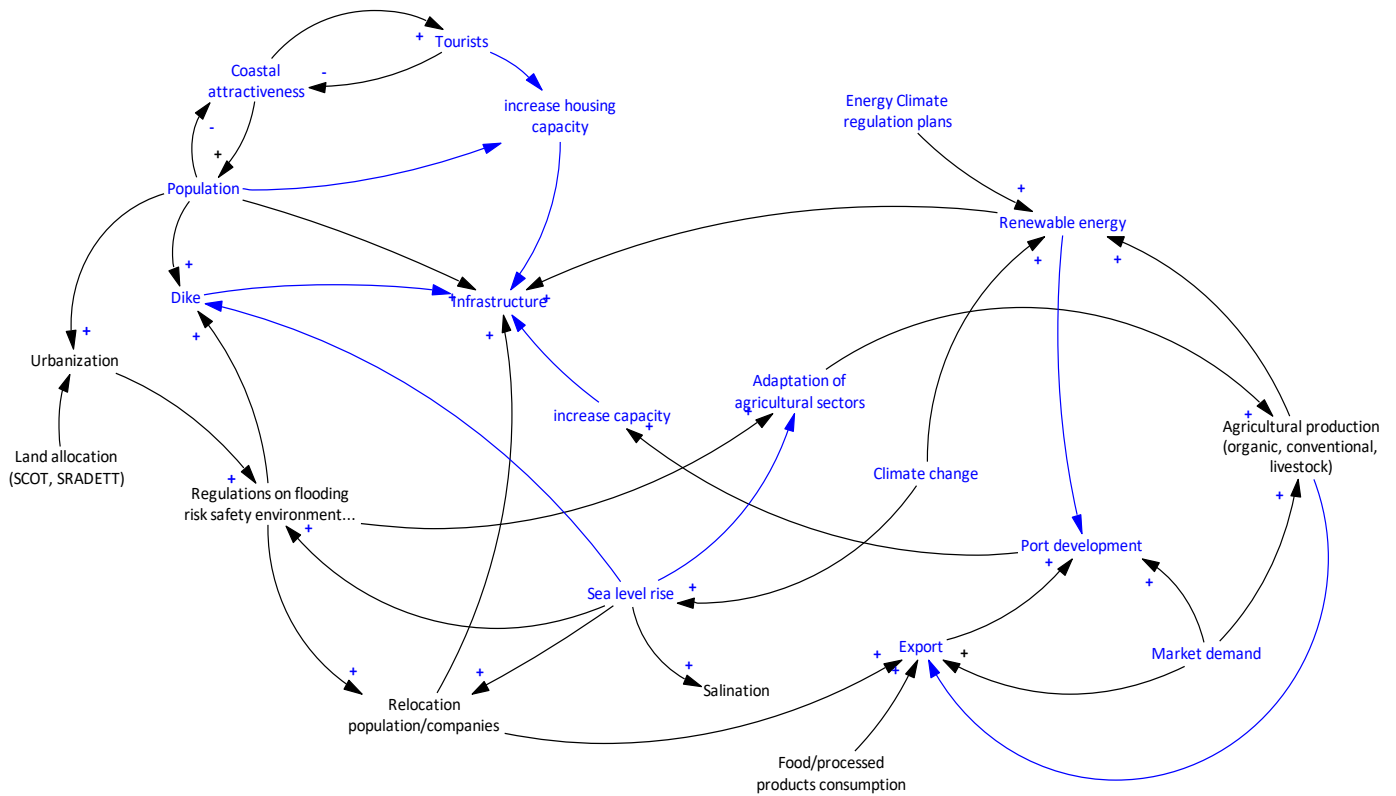 Tourists
Coastal
attractiveness
increase housing
capacity
Energy Climate
regulation plans
Population
Renewable energy
Dike
Infrastructure
Urbanization
Adaptation of
agricultural sectors
increase capacity
Agricultural production
(organic, conventional,
livestock)
Land allocation
(SCOT, SRADETT)
Climate change
Regulations on flooding
risk safety environment...
Port development
Sea level rise
Export
Market demand
Salination
Relocation
population/companies
Food/processed
products consumption